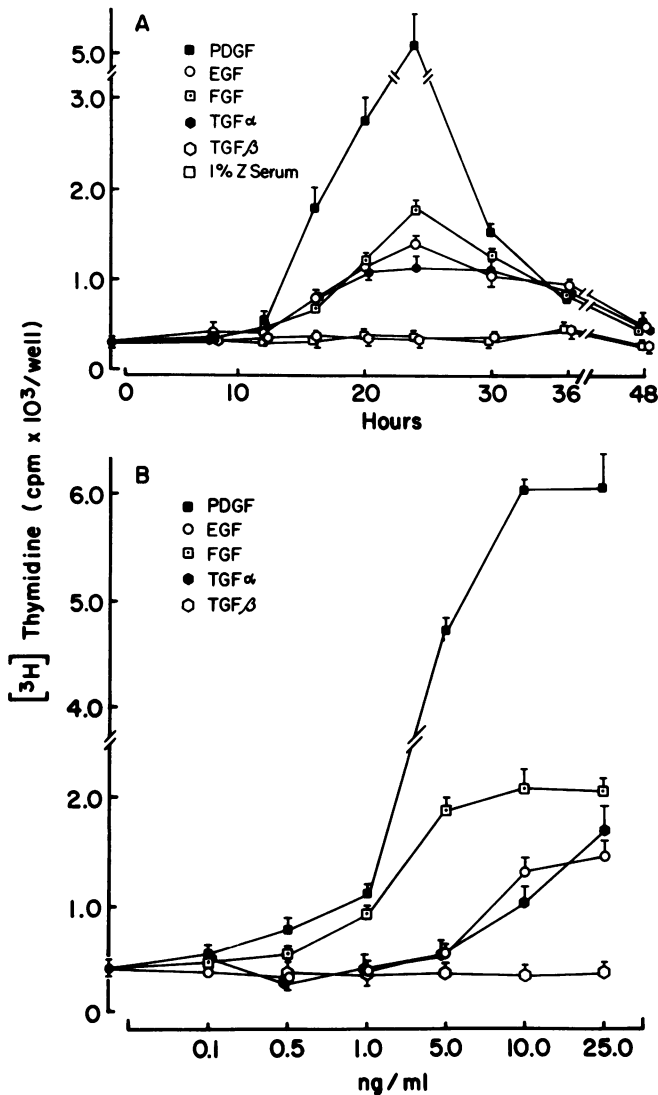 A
PDGF
EGF
FGF
TGFα
TGFβ
1% Z Serum
5.0
3.0
2.0
1.0
0
0 10 20 30 36 48
Hours
[³H] Thymidine (cpm x 10³/well)
B
PDGF
EGF
FGF
TGFα
TGFβ
6.0
5.0
4.0
2.0
1.0
0
0.1 0.5 1.0 5.0 10.0 25.0
ng/ml